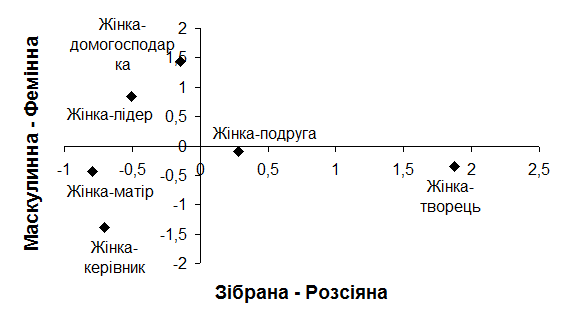 Жінка-
домогосподар
ка
Жінка-лідер
Жінка-подруга
Жінка-матір
Жінка-
керівник
Жінка-
творець
2
1,5
1
0,5
0
-0,5
-1
-1,5
-2
-1
-0,5
0
0,5
1
1,5
2
2,5
Маскулинна - Фемінна
Зібрана - Розсіяна